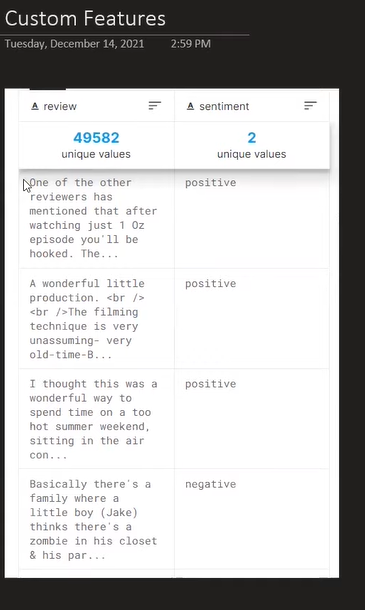 Custom Features
Tuesday, December 14, 2021 2:59 PM
A review
A sentiment
49582
unique values
2
unique values
One of the other
reviewers has
mentioned that after
watching just 1 Oz
episode you'll be
hooked. The...
positive
A wonderful little
production. <br />
<br />The filming
technique is very
unassuming- very
old-time-B...
positive
I thought this was a
wonderful way to
spend time on a too
hot summer weekend,
sitting in the air
con...
positive
Basically there's a
family where a
little boy (Jake)
thinks there's a
zombie in his closet
& his par...
negative